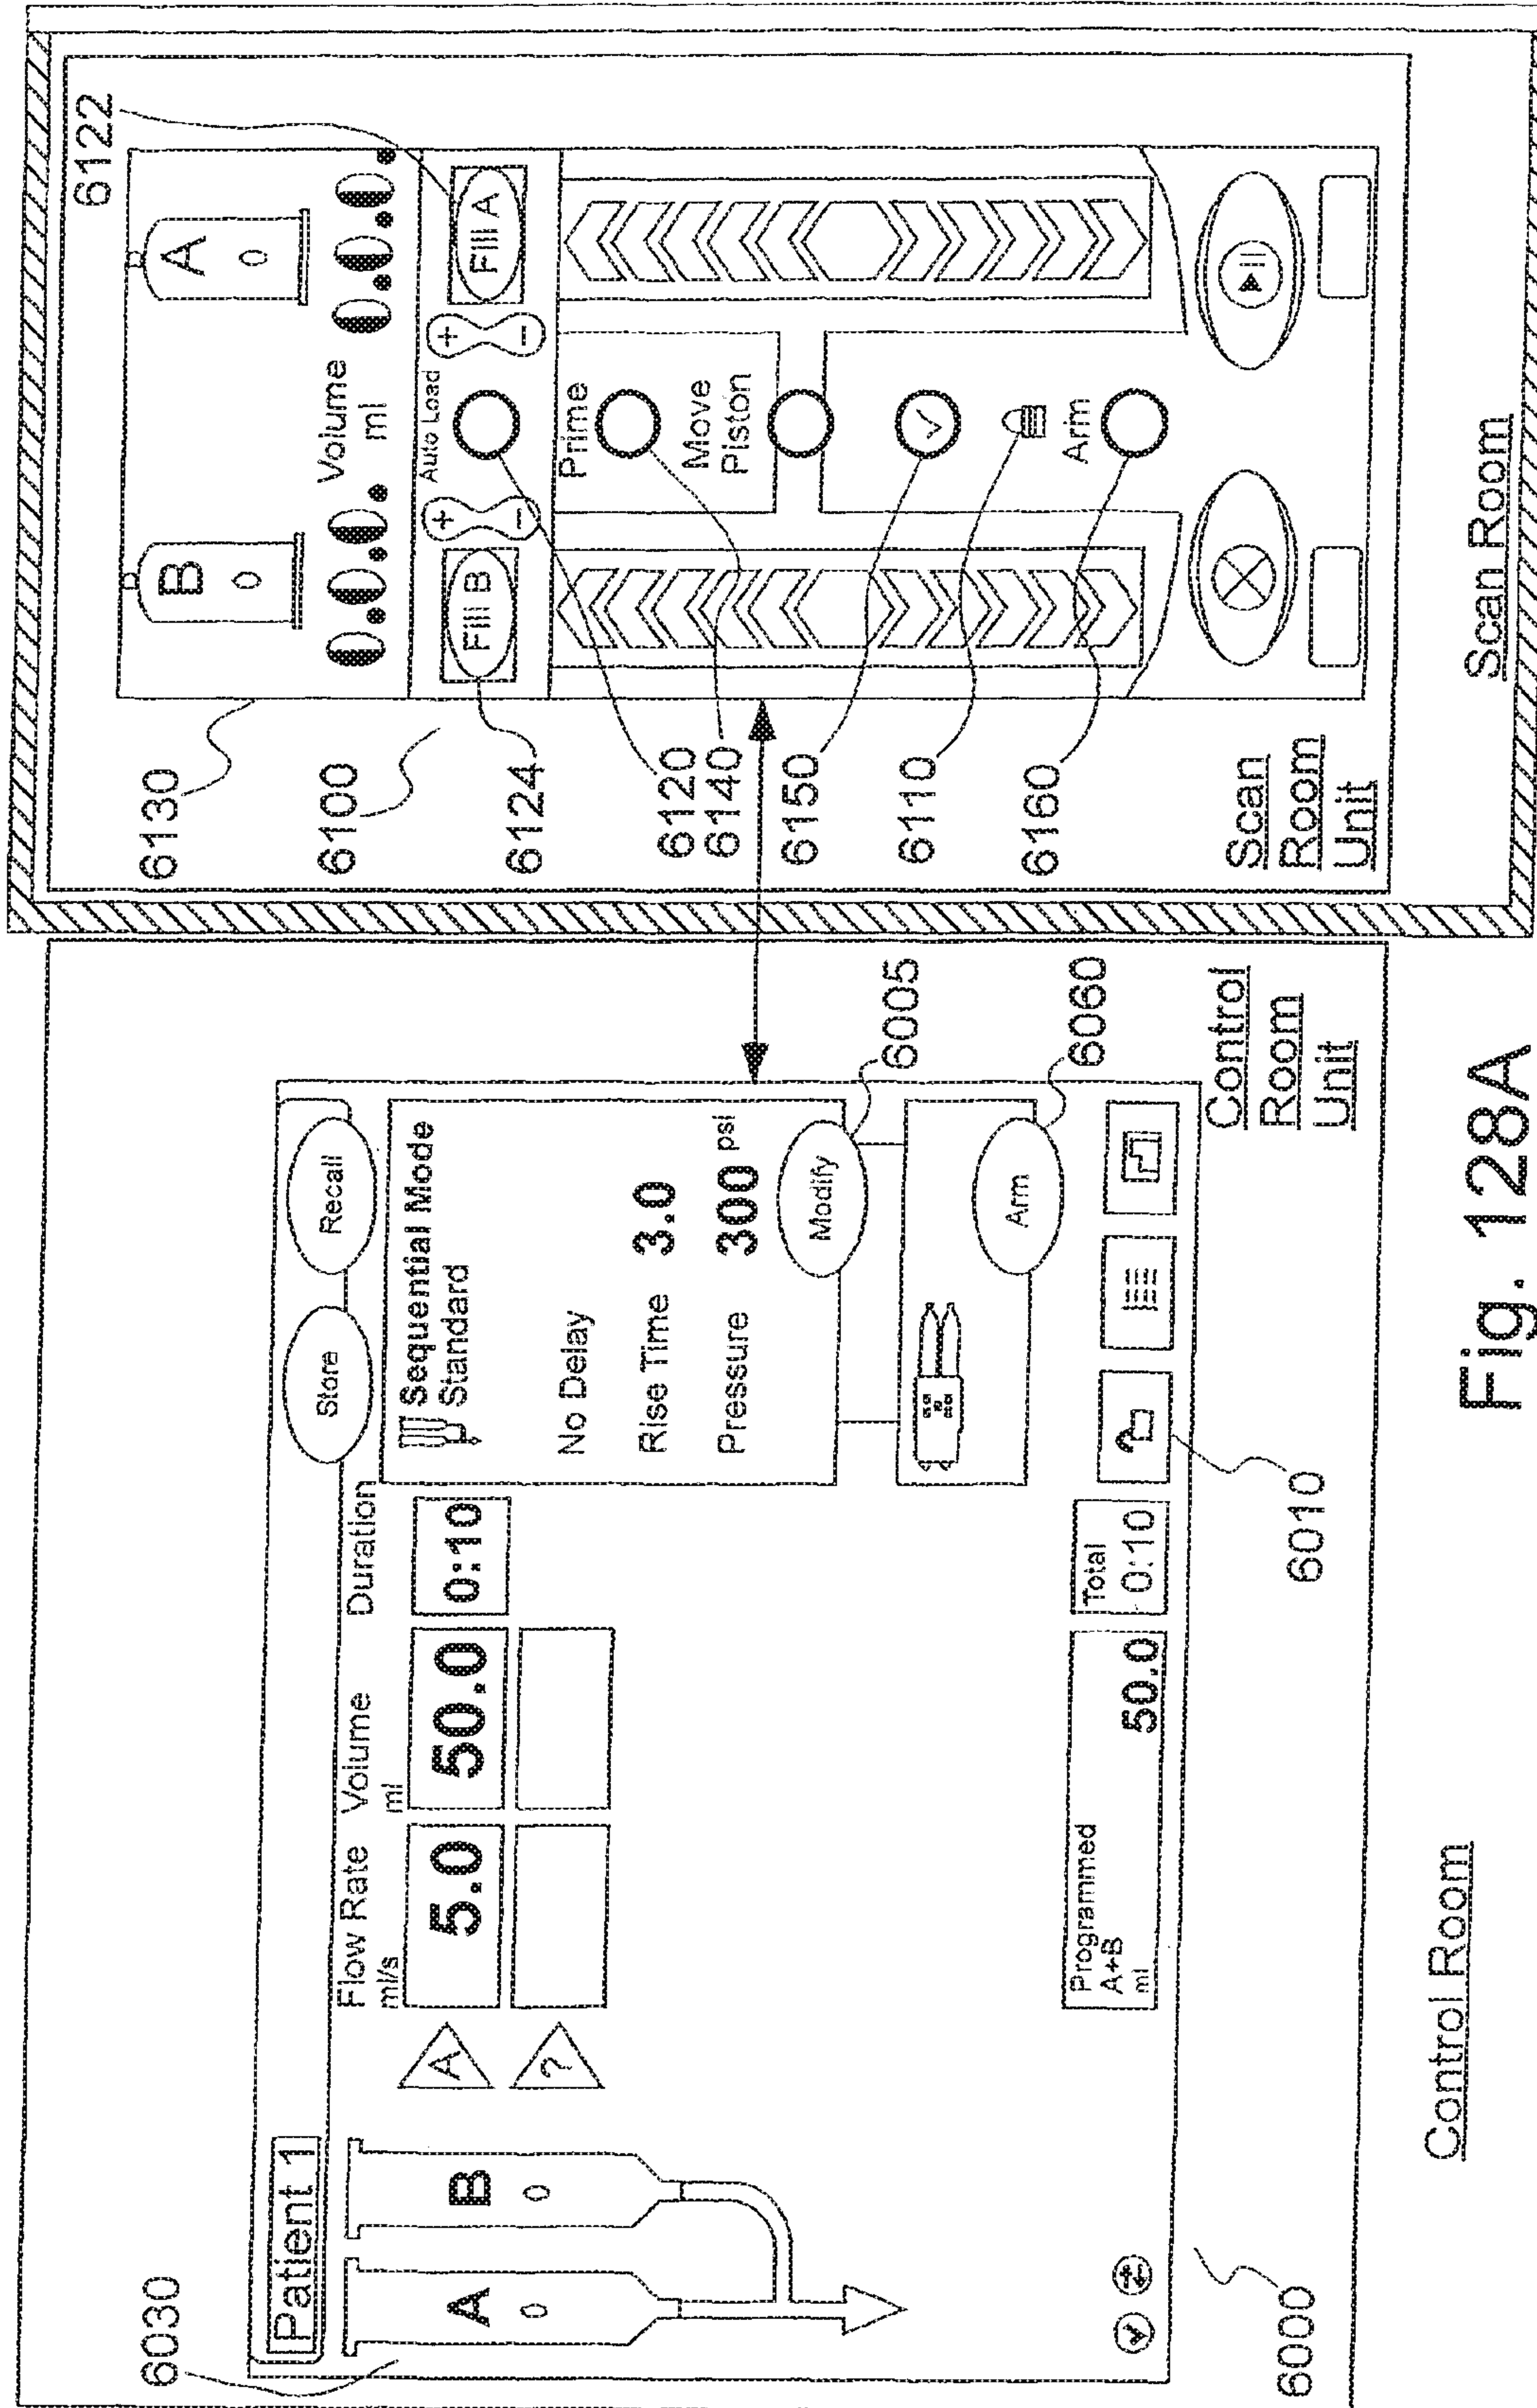 Patient 1
Store
Recall
6030
A
0
B
0
A
?
Flow Rate
ml/s
Volume
ml
Duration
5.0
50.0
0:10
Sequential Mode
Standard
No Delay
Rise Time 3.0
Pressure 300 psi
Modify
6005
Arm
6060
Programmed
A+B
ml
50.0
Total
0:10
6010
6000
Control
Room
Unit
Control Room
6130
6100
6124
6120
6140
6150
6110
6160
6122
B
0
A
0
0.0.0.
Volume
ml
0.0.0.
Fill B
+
-
Auto Load
+
-
Fill A
Prime
Move
Piston
Arm
Scan
Room
Unit
Scan Room
Fig. 128A